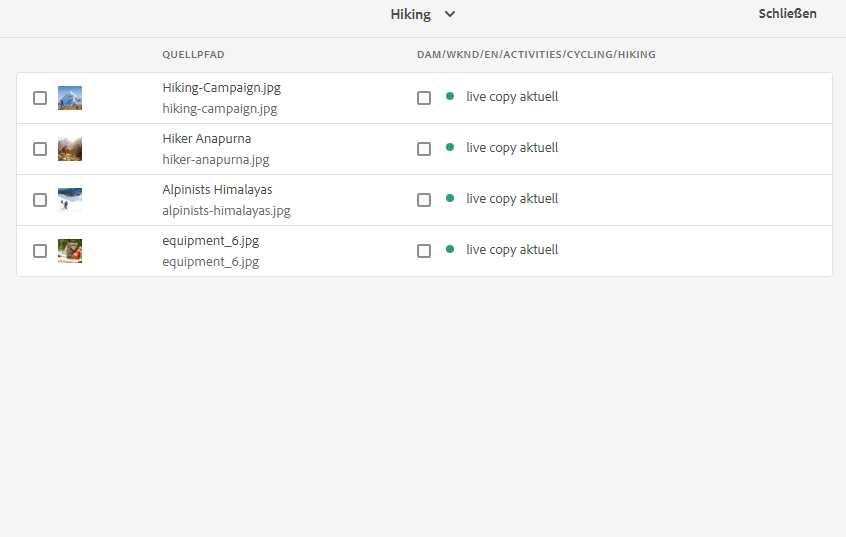 Hiking
Schließen
QUELLPFAD
DAM/WKND/EN/ACTIVITIES/CYCLING/HIKING
Hiking-Campaign.jpg
hiking-campaign.jpg
live copy aktuell
Hiker Anapurna
hiker-anapurna.jpg
live copy aktuell
Alpinists Himalayas
alpinists-himalayas.jpg
live copy aktuell
equipment_6.jpg
equipment_6.jpg
live copy aktuell